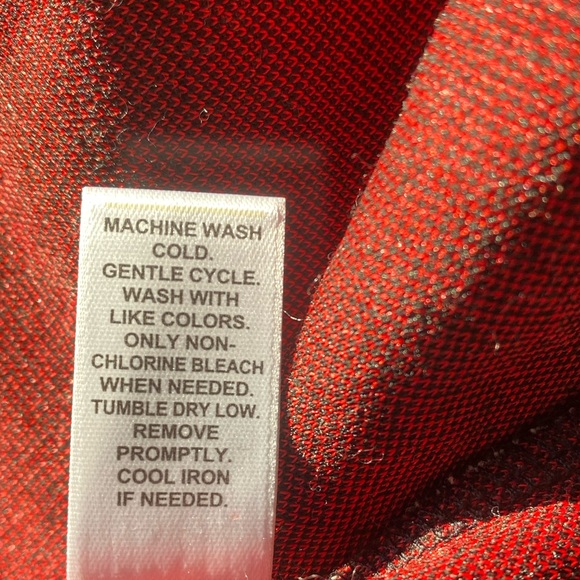 MACHINE WASH
COLD.
GENTLE CYCLE.
WASH WITH
LIKE COLORS.
ONLY NON-
CHLORINE BLEACH
WHEN NEEDED.
TUMBLE DRY LOW.
REMOVE
PROMPTLY.
COOL IRON
IF NEEDED.